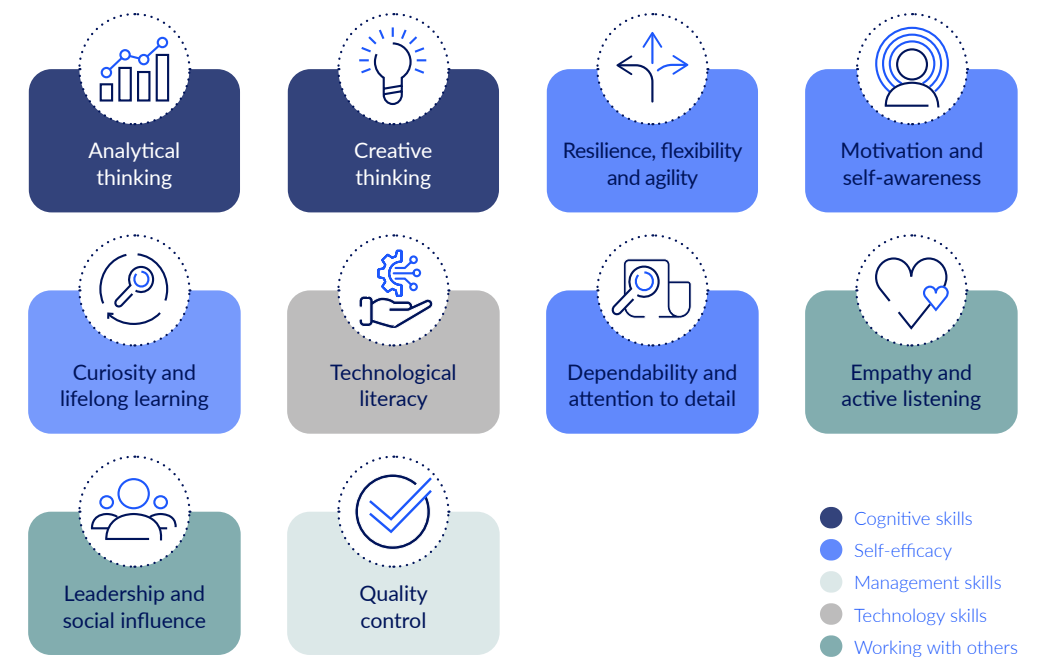 Analytical
thinking
Creative
thinking
Resilience, flexibility
and agility
Motivation and
self-awareness
Curiosity and
lifelong learning
Technological
literacy
Dependability and
attention to detail
Empathy and
active listening
Leadership and
social influence
Quality
control
Cognitive skills
Self-efficacy
Management skills
Technology skills
Working with others